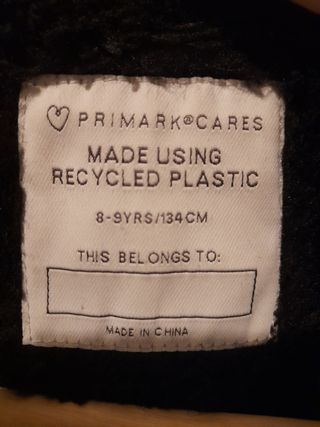 PRIMARK®CARES
MADE USING
RECYCLED PLASTIC
8-9YRS/134CM
THIS BELONGS TO:
MADE IN CHINA